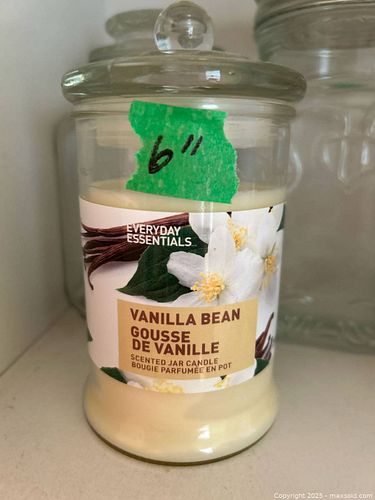 6"
EVERYDAY
ESSENTIALS
VANILLA BEAN
GOUSSE
DE VANILLE
SCENTED JAR CANDLE
BOUGIE PARFUMÉE EN POT
Copyright 2025 - maxsold.com